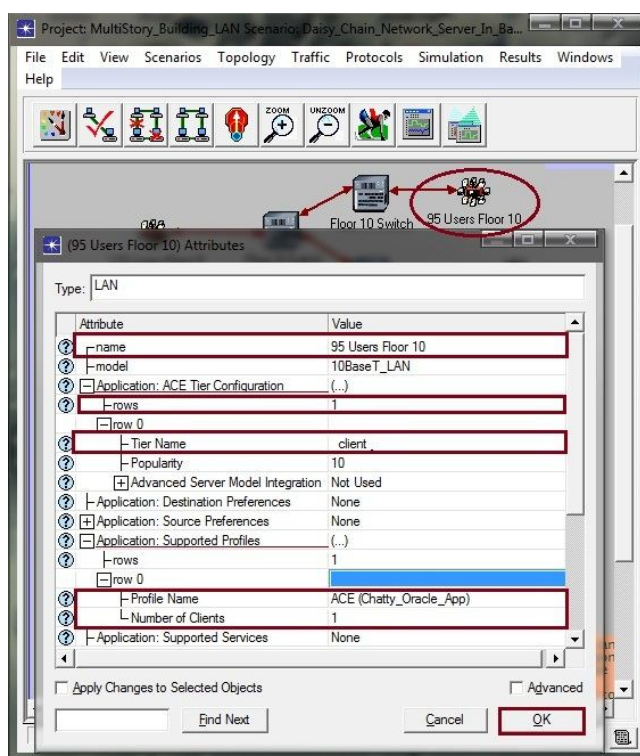 Project: MultiStory_Building_LAN Scenario: Daisy_Chain_Network_Server_In_Ba...
File Edit View Scenarios Topology Traffic Protocols Simulation Results Windows
Help
ZOOM UNZOOM
Floor 10 Switch 95 Users Floor 10
(95 Users Floor 10) Attributes
Type: LAN
Attribute Value
name 95 Users Floor 10
model 10BaseT_LAN
Application: ACE Tier Configuration (...)
rows 1
row 0
Tier Name client
Popularity 10
Advanced Server Model Integration Not Used
Application: Destination Preferences None
Application: Source Preferences None
Application: Supported Profiles (...)
rows 1
row 0
Profile Name ACE (Chatty_Oracle_App)
Number of Clients 1
Application: Supported Services None
Apply Changes to Selected Objects Advanced
Find Next Cancel OK